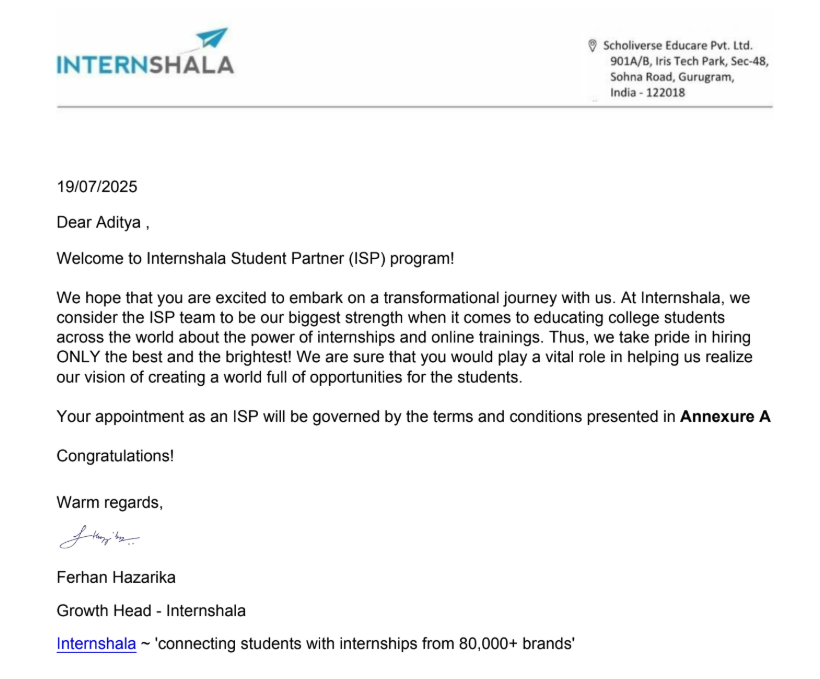 INTERNSHALA
Scholiverse Educare Pvt. Ltd.
901A/B, Iris Tech Park, Sec-48,
Sohna Road, Gurugram,
India - 122018
19/07/2025
Dear Aditya ,
Welcome to Internshala Student Partner (ISP) program!
We hope that you are excited to embark on a transformational journey with us. At Internshala, we
consider the ISP team to be our biggest strength when it comes to educating college students
across the world about the power of internships and online trainings. Thus, we take pride in hiring
ONLY the best and the brightest! We are sure that you would play a vital role in helping us realize
our vision of creating a world full of opportunities for the students.
Your appointment as an ISP will be governed by the terms and conditions presented in Annexure A
Congratulations!
Warm regards,
Ferhan Hazarika
Growth Head - Internshala
Internshala ~ 'connecting students with internships from 80,000+ brands'